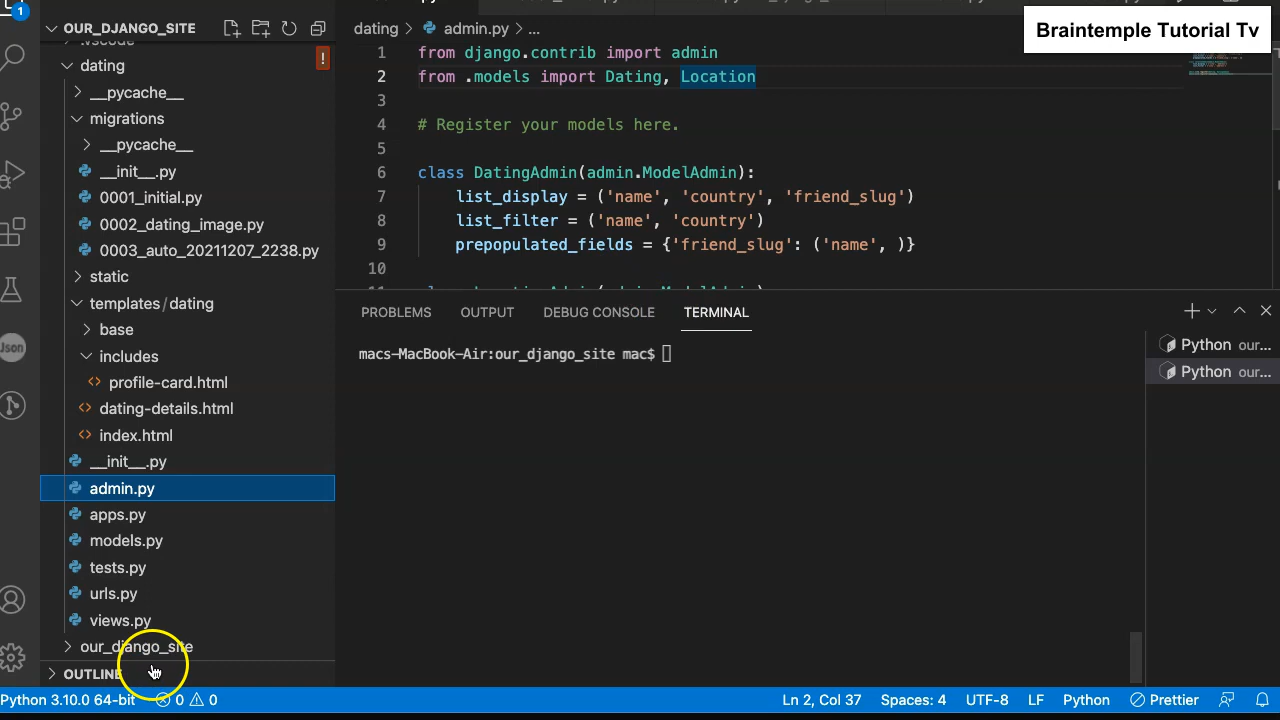 1
OUR_DJANGO_SITE
.vscode
dating
!
__pycache__
migrations
__pycache__
__init__.py
0001_initial.py
0002_dating_image.py
0003_auto_20211207_2238.py
static
templates/dating
base
includes
profile-card.html
dating-details.html
index.html
__init__.py
admin.py
apps.py
models.py
tests.py
urls.py
views.py
our_django_site
OUTLINE
Json
Braintemple Tutorial Tv
dating > admin.py > ...
1 from django.contrib import admin
2 from .models import Dating, Location
3
4 # Register your models here.
5
6 class DatingAdmin(admin.ModelAdmin):
7 list_display = ('name', 'country', 'friend_slug')
8 list_filter = ('name', 'country')
9 prepopulated_fields = {'friend_slug': ('name', )}
10
PROBLEMS OUTPUT DEBUG CONSOLE TERMINAL
macs-MacBook-Air:our_django_site mac$
Python our...
Python our...
Python 3.10.0 64-bit 0 0 Ln 2, Col 37 Spaces: 4 UTF-8 LF Python Prettier